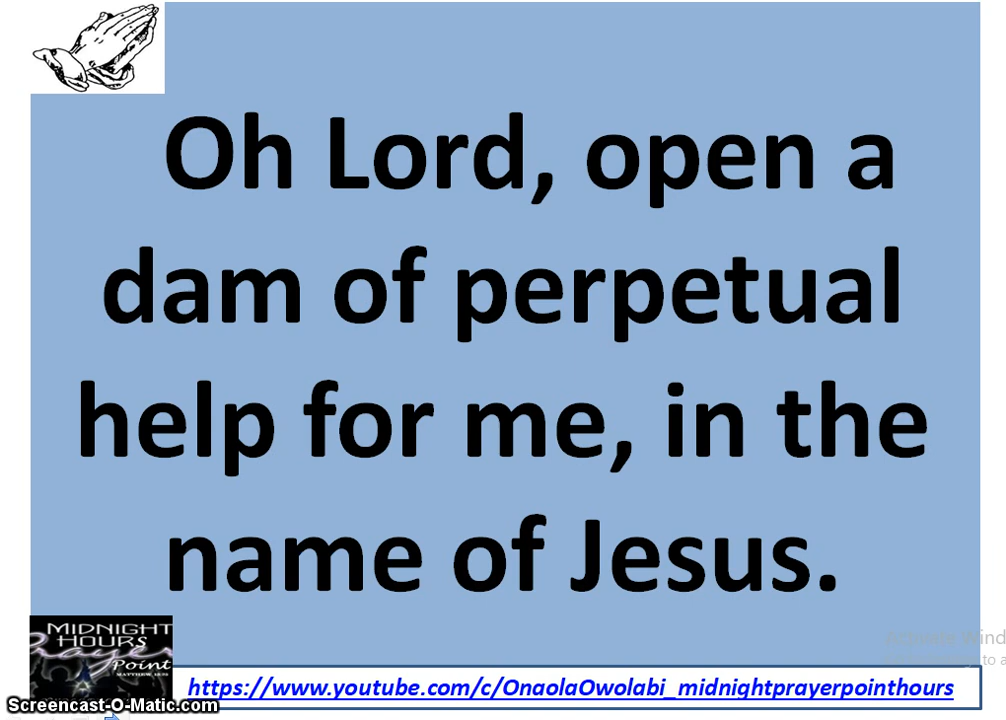 Oh Lord, open a
dam of perpetual
help for me, in the
name of Jesus.
MIDNIGHT
HOURS
Prayer
Point
https://www.youtube.com/c/OnaolaOwolabi_midnightprayerpointhours
Screencast-O-Matic.com